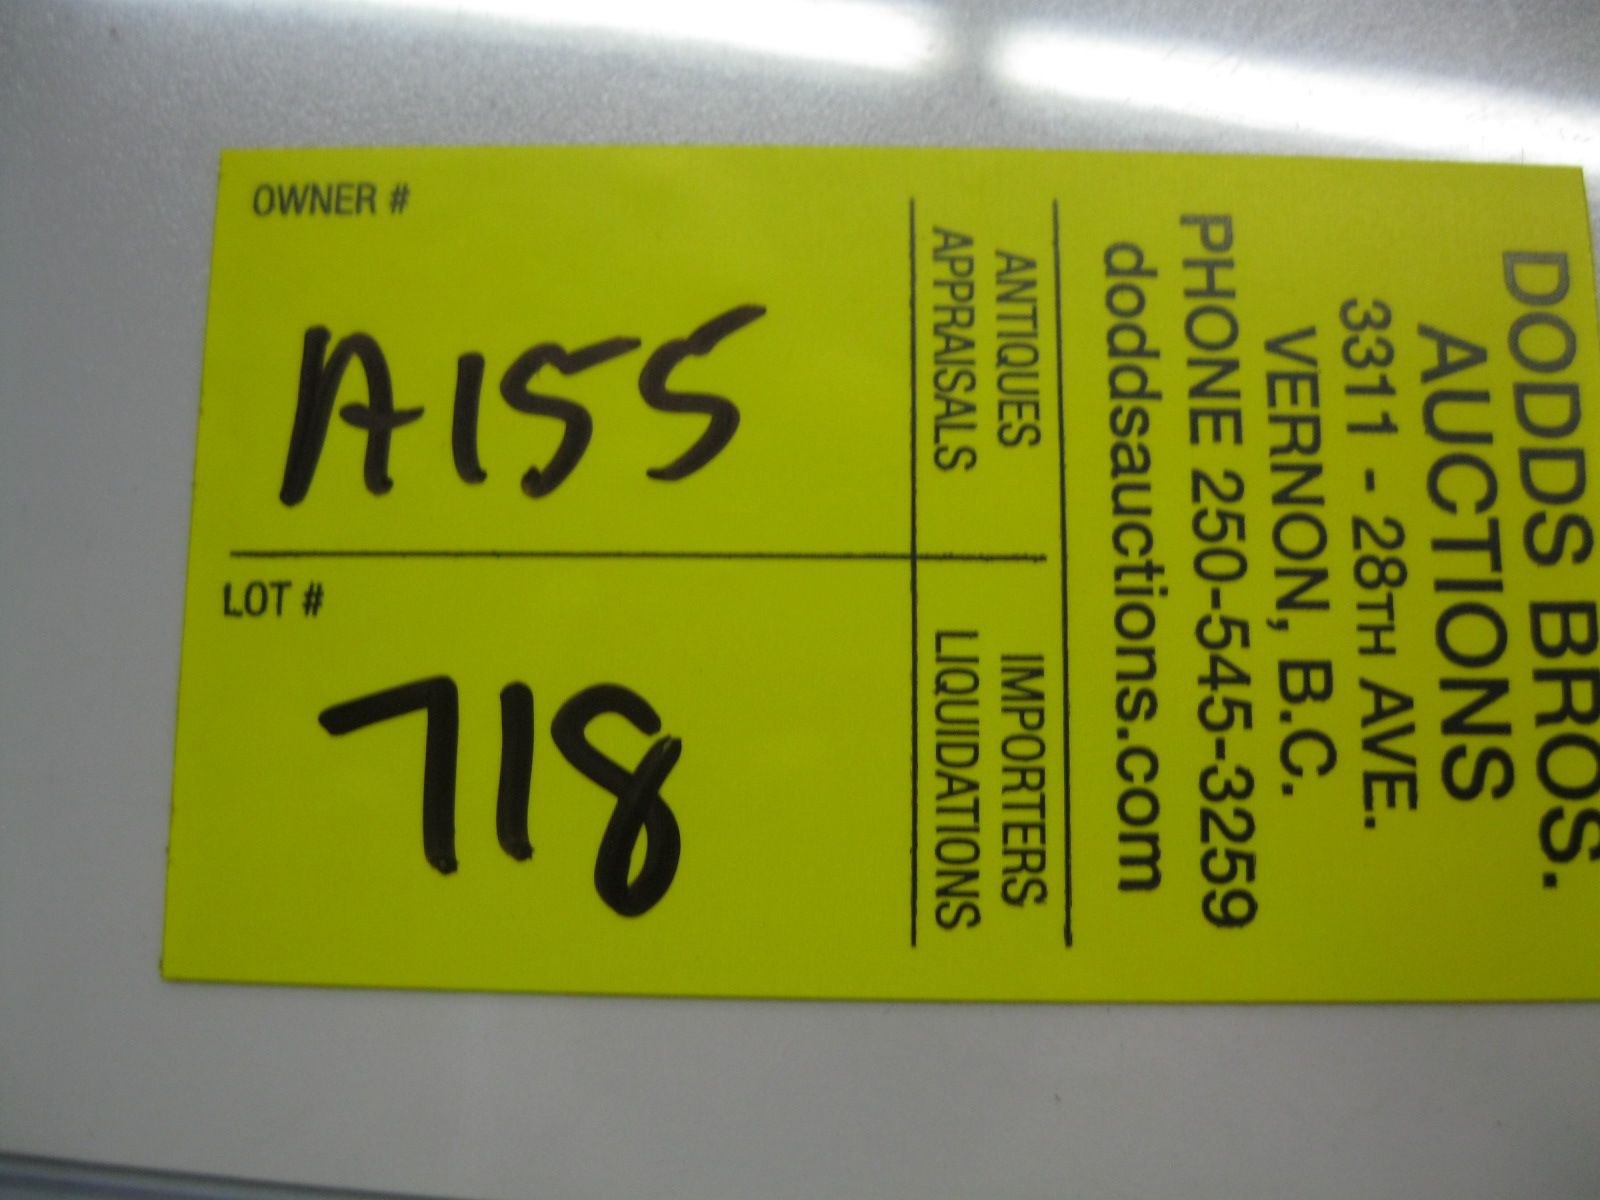 DODDS BROS.
AUCTIONS
3311 - 28TH AVE.
VERNON, B.C.
PHONE 250-545-3259
doddsauctions.com
ANTIQUES
APPRAISALS
IMPORTERS
LIQUIDATIONS
OWNER #
A155
LOT #
718